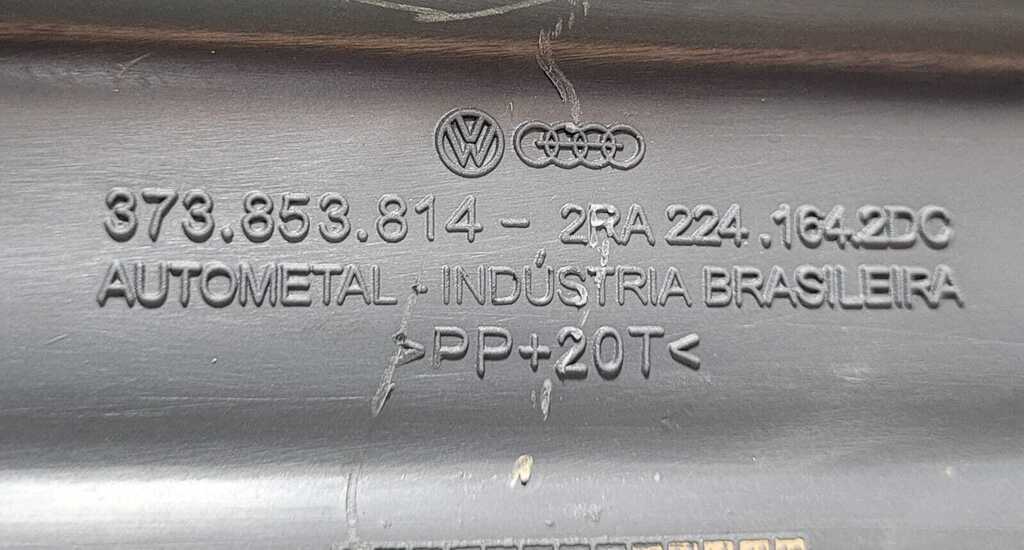 373.853.814 - 2RA 224.164.2DC
AUTOMETAL - INDÚSTRIA BRASILEIRA
>PP+20T<